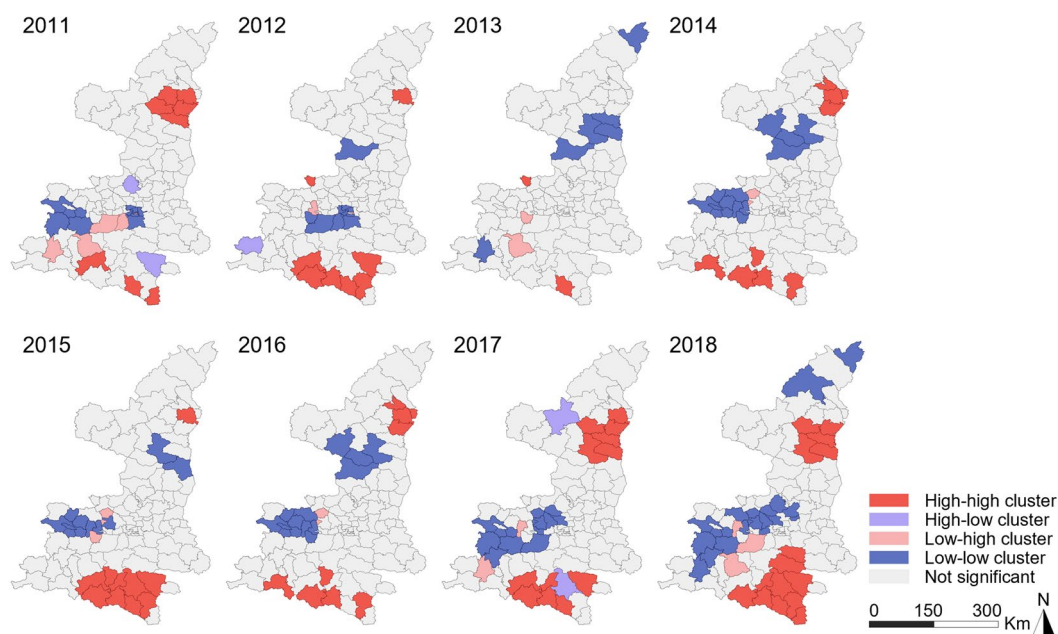 2011
2012
2013
2014
2015
2016
2017
2018
High-high cluster
High-low cluster
Low-high cluster
Low-low cluster
Not significant
0 150 300 Km
N